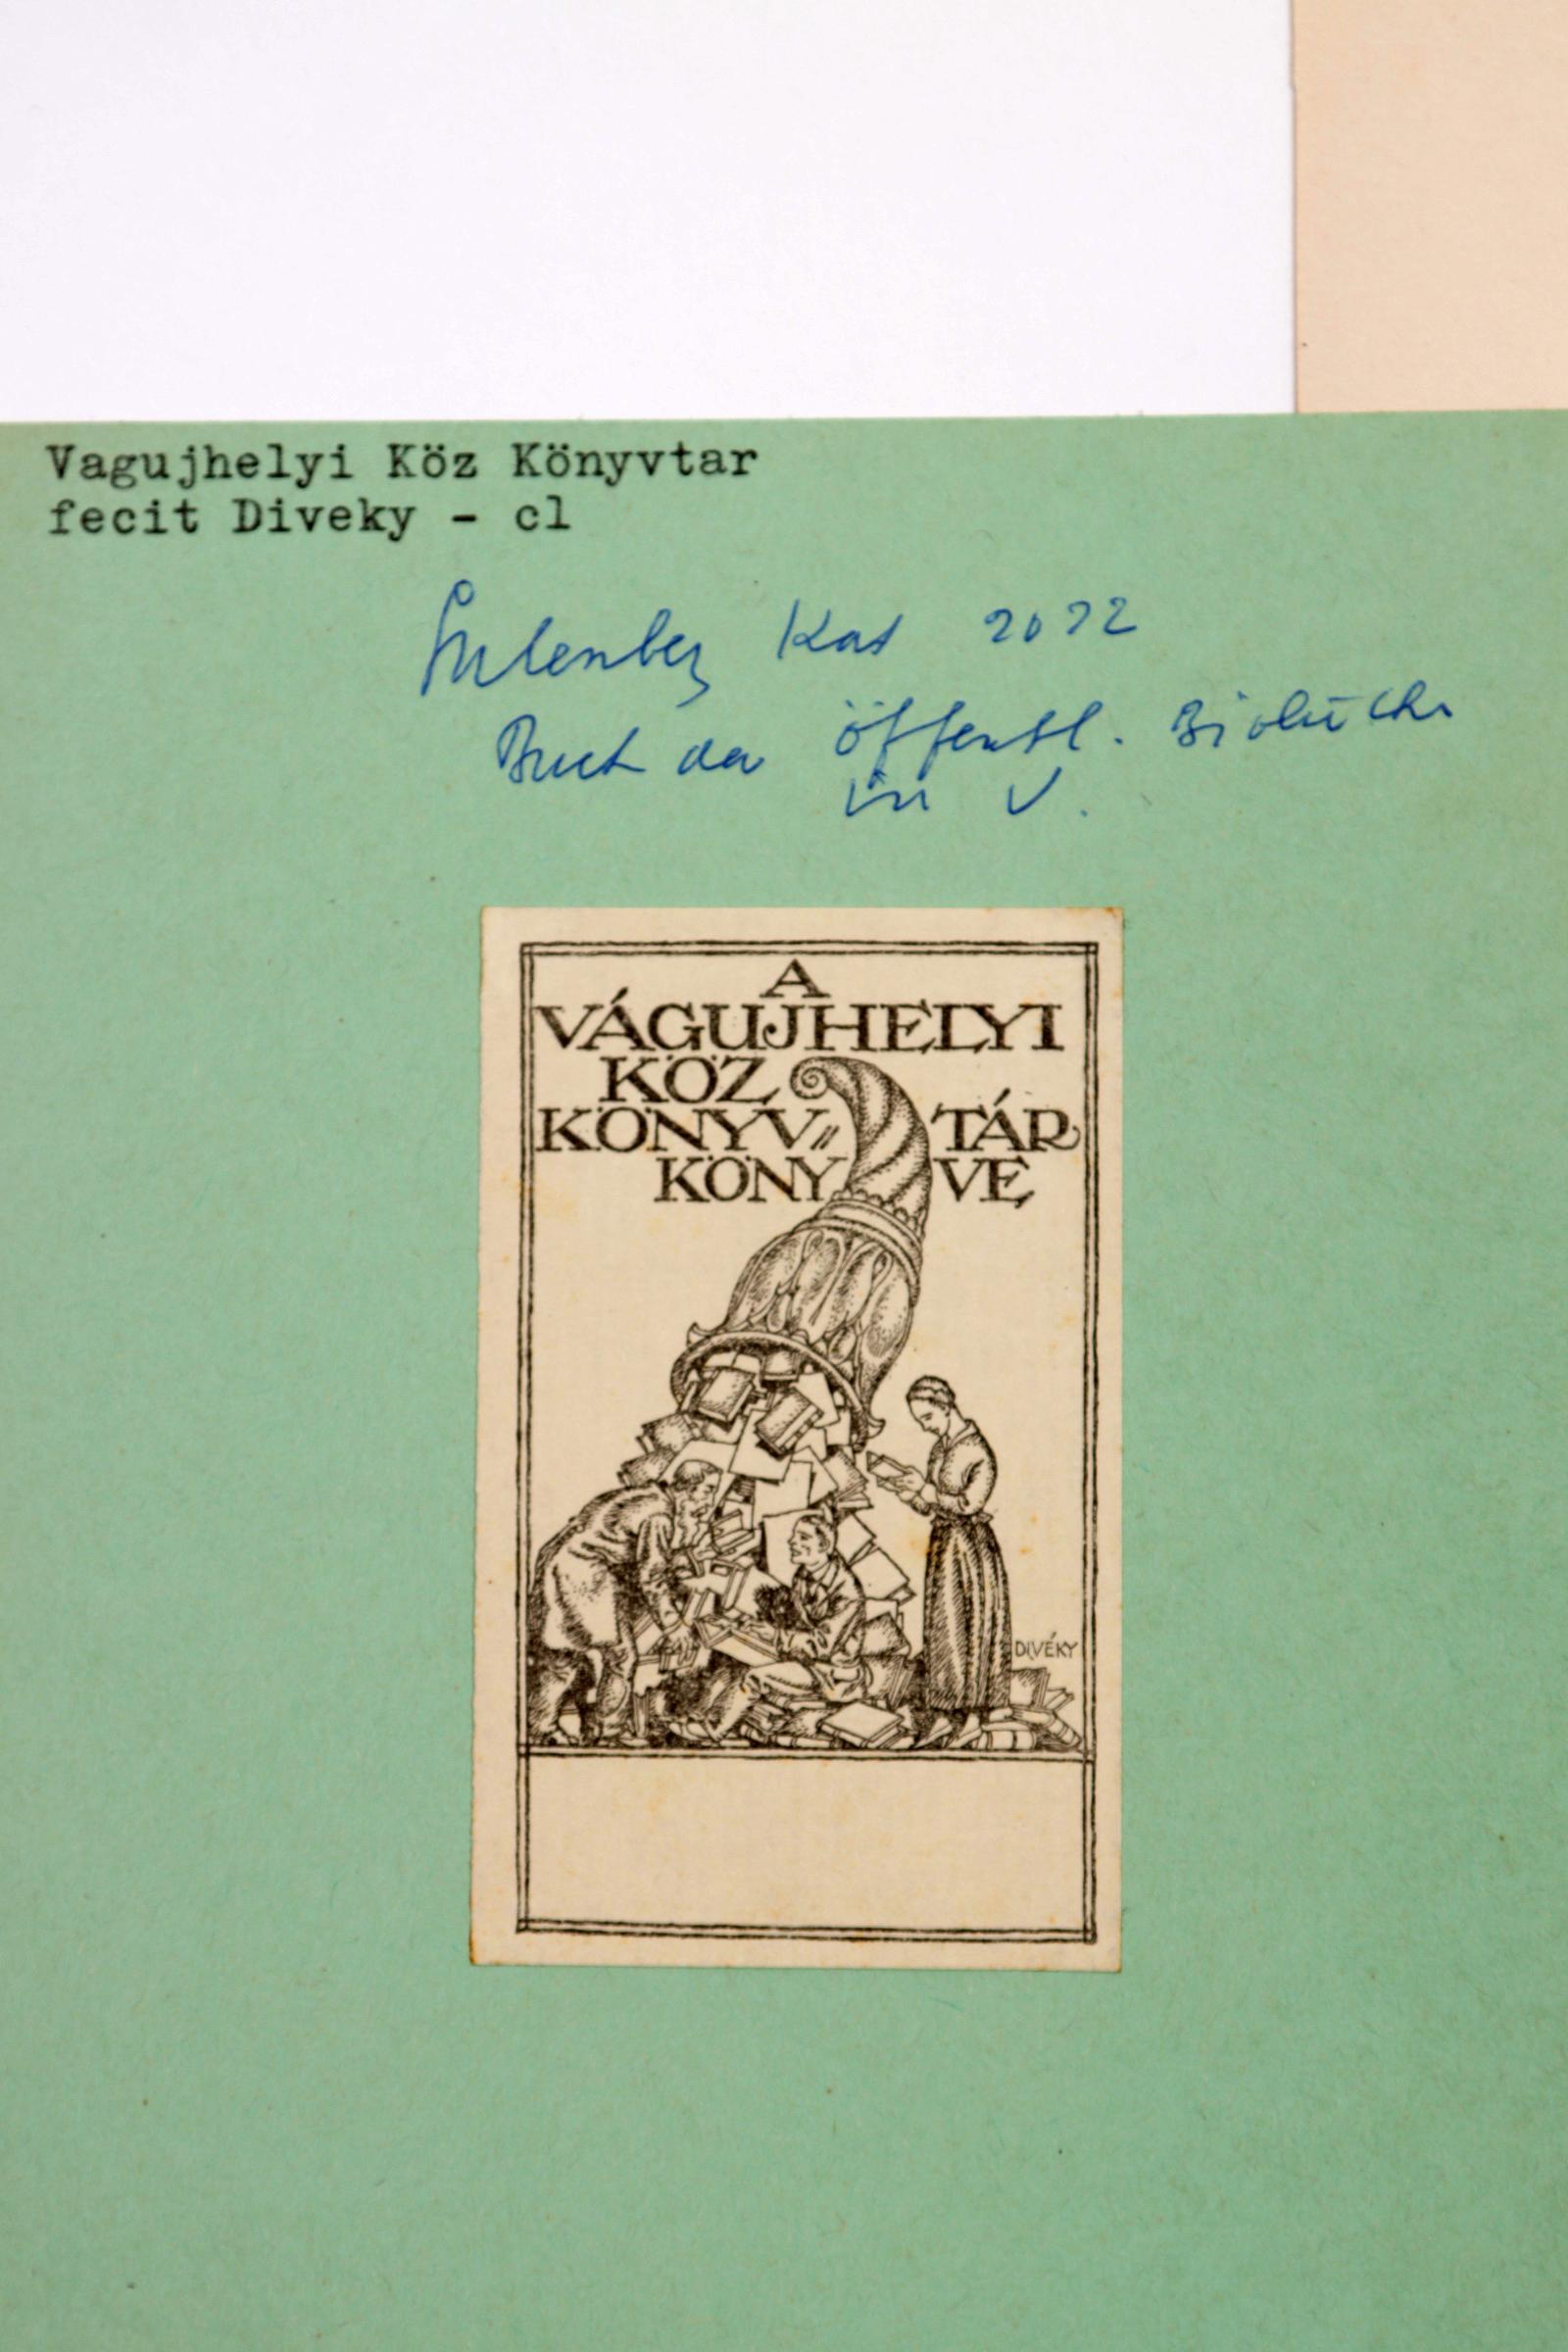 Vagujhelyi Köz Könyvtar
fecit Diveky - cl
Kat 2072
Buch der öffentl.
in V.
A
VÁGUJHELYI
KÖZ
KÖNYV= TÁR
KÖNY VE
DIVÉKY